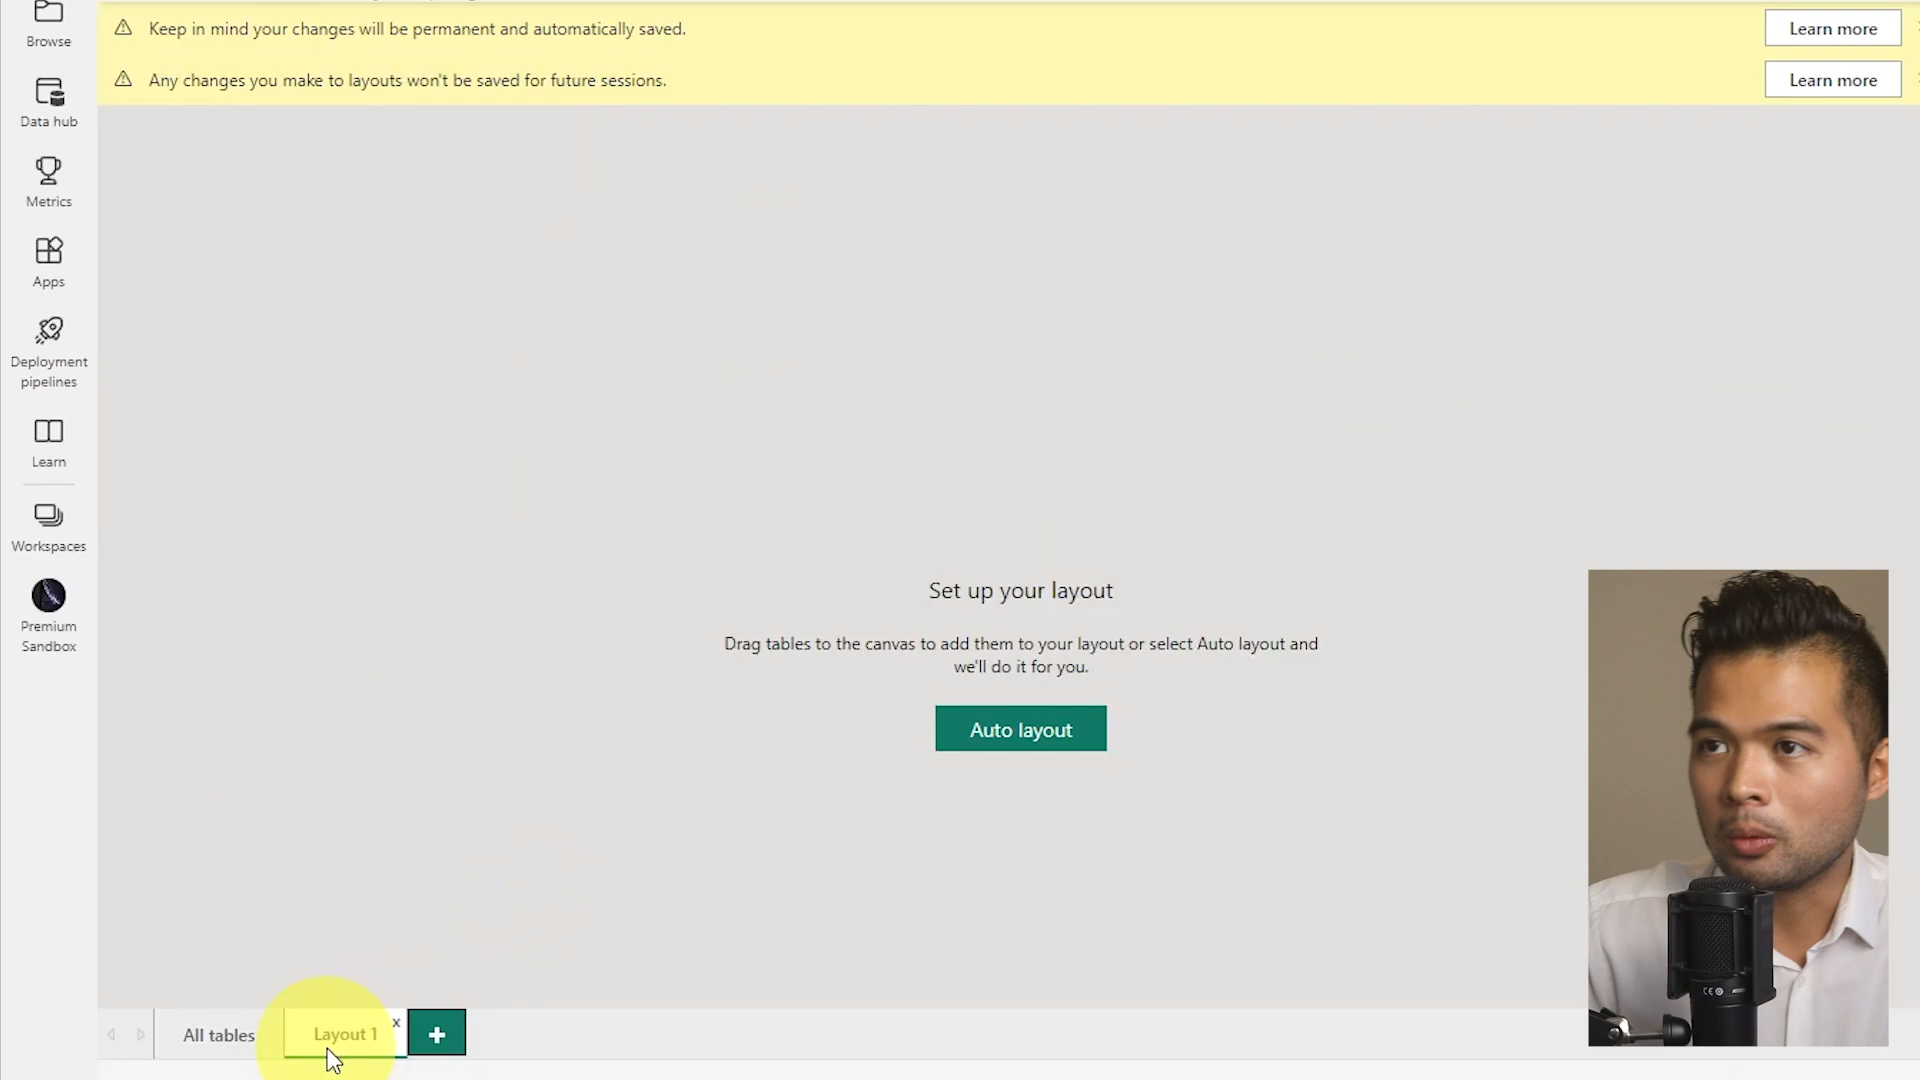 Browse
Keep in mind your changes will be permanent and automatically saved.
Learn more
Any changes you make to layouts won't be saved for future sessions.
Learn more
Data hub
Metrics
Apps
Deployment
pipelines
Learn
Workspaces
Premium
Sandbox
Set up your layout
Drag tables to the canvas to add them to your layout or select Auto layout and
we'll do it for you.
Auto layout
All tables
Layout 1
x
+